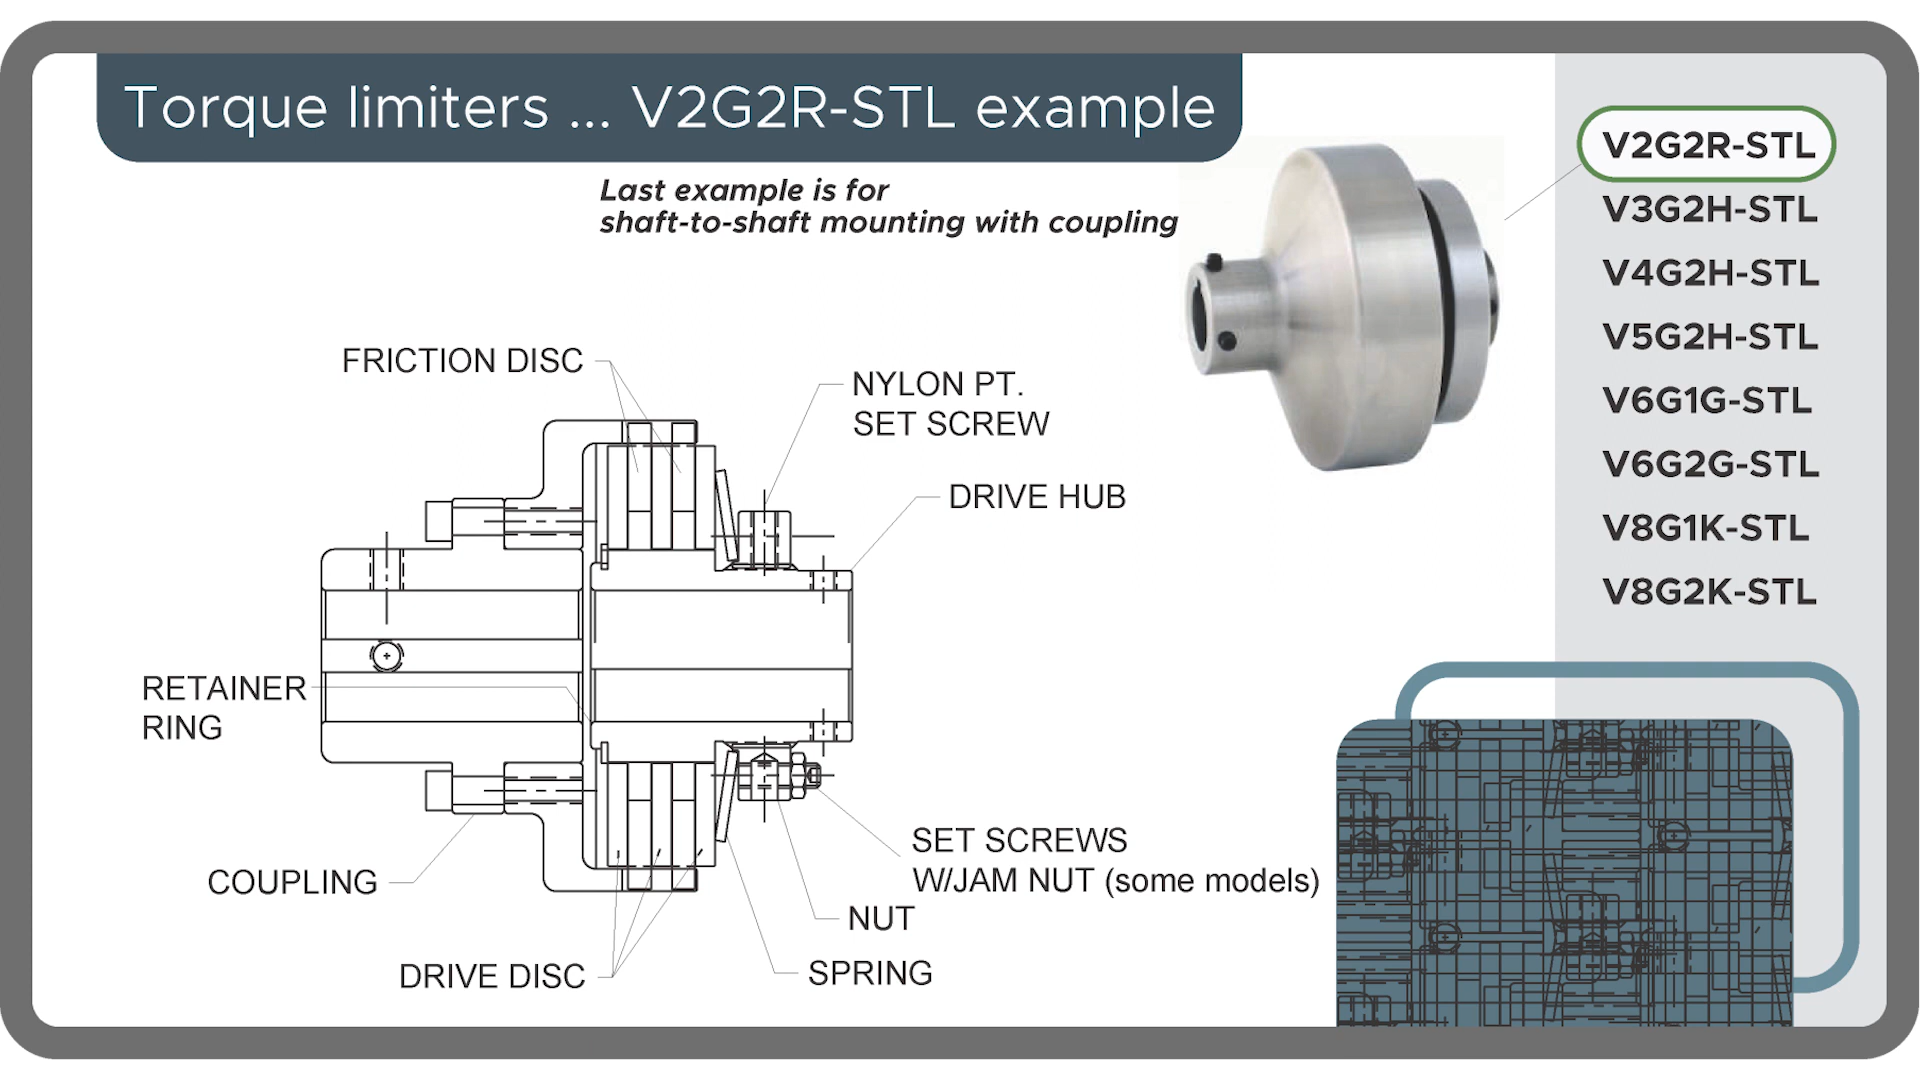 Torque limiters ... V2G2R-STL example
Last example is for
shaft-to-shaft mounting with coupling
V2G2R-STL
V3G2H-STL
V4G2H-STL
V5G2H-STL
V6G1G-STL
V6G2G-STL
V8G1K-STL
V8G2K-STL
FRICTION DISC
NYLON PT.
SET SCREW
DRIVE HUB
RETAINER
RING
COUPLING
SET SCREWS
W/JAM NUT (some models)
NUT
DRIVE DISC
SPRING